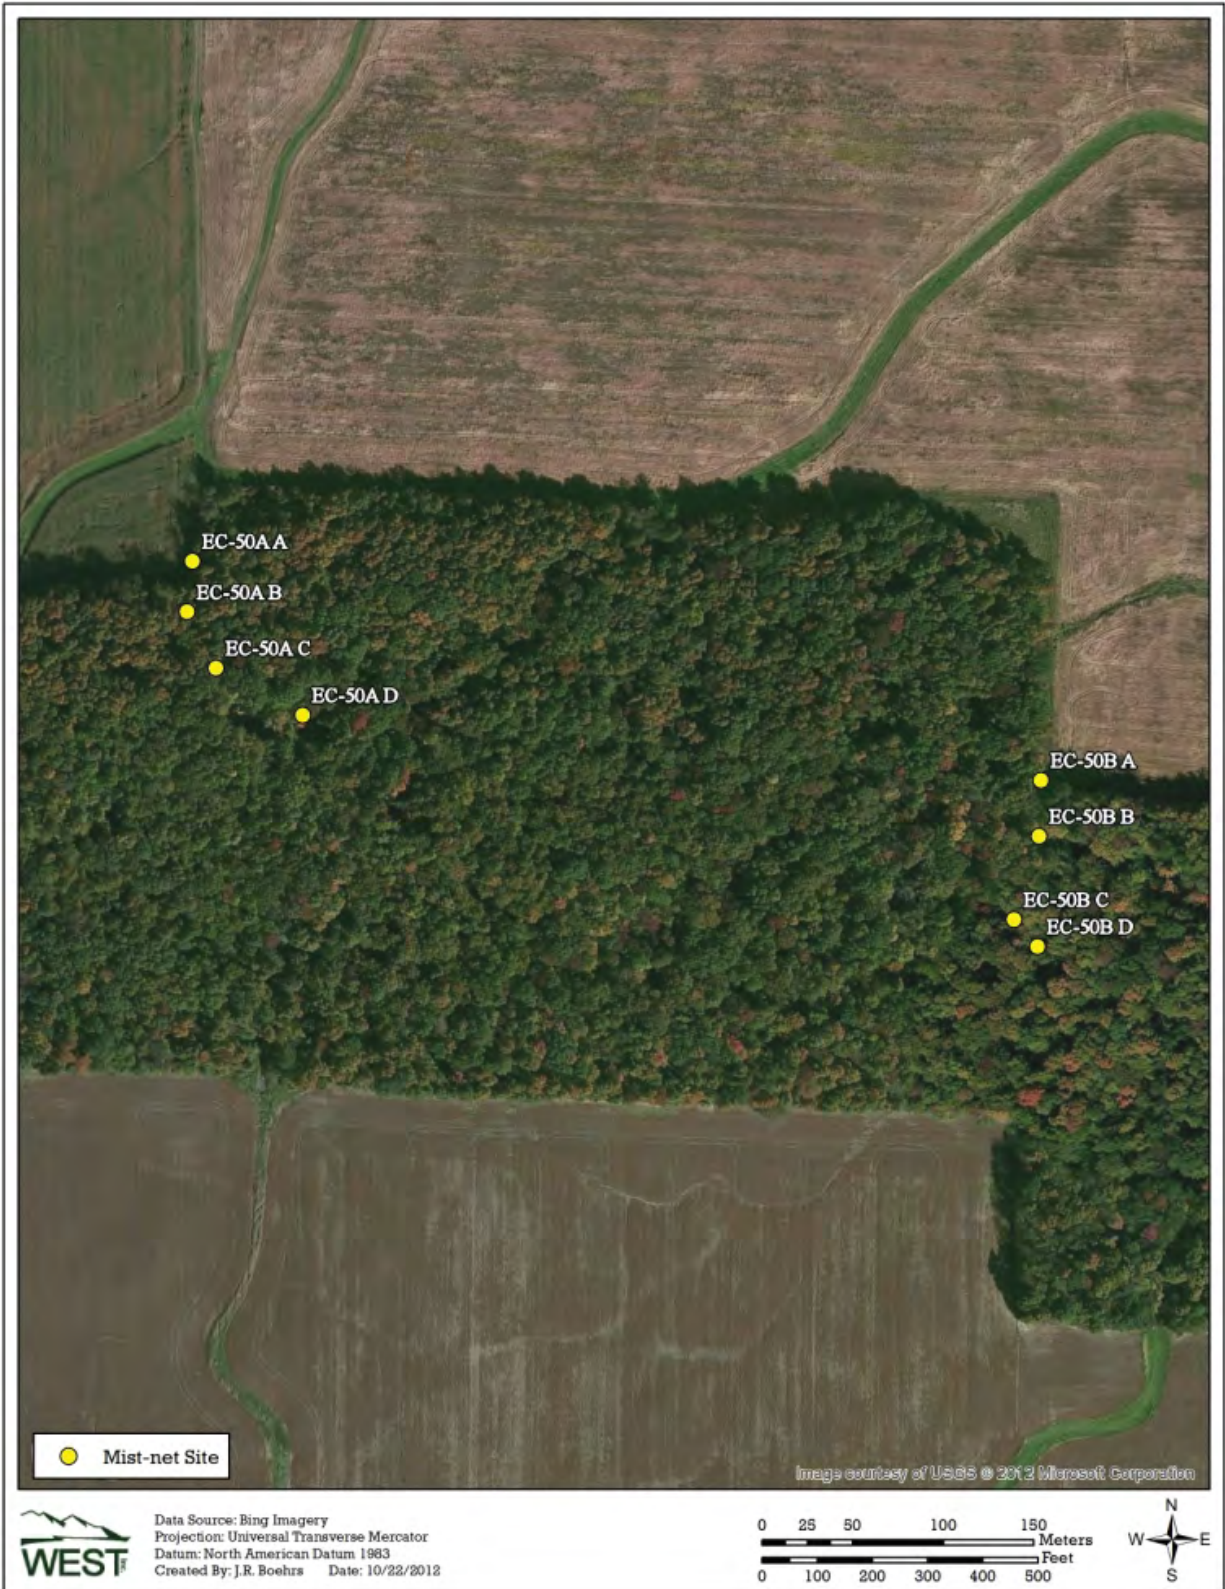 EC-50A A
EC-50A B
EC-50A C
EC-50A D
EC-50B A
EC-50B B
EC-50B C
EC-50B D
Mist-net Site
Image courtesy of USGS © 2012 Microsoft Corporation
WEST Inc.
Data Source: Bing Imagery
Projection: Universal Transverse Mercator
Datum: North American Datum 1983
Created By: J.R. Boehrs Date: 10/22/2012
0 25 50 100 150
Meters
Feet
0 100 200 300 400 500
N
W E
S